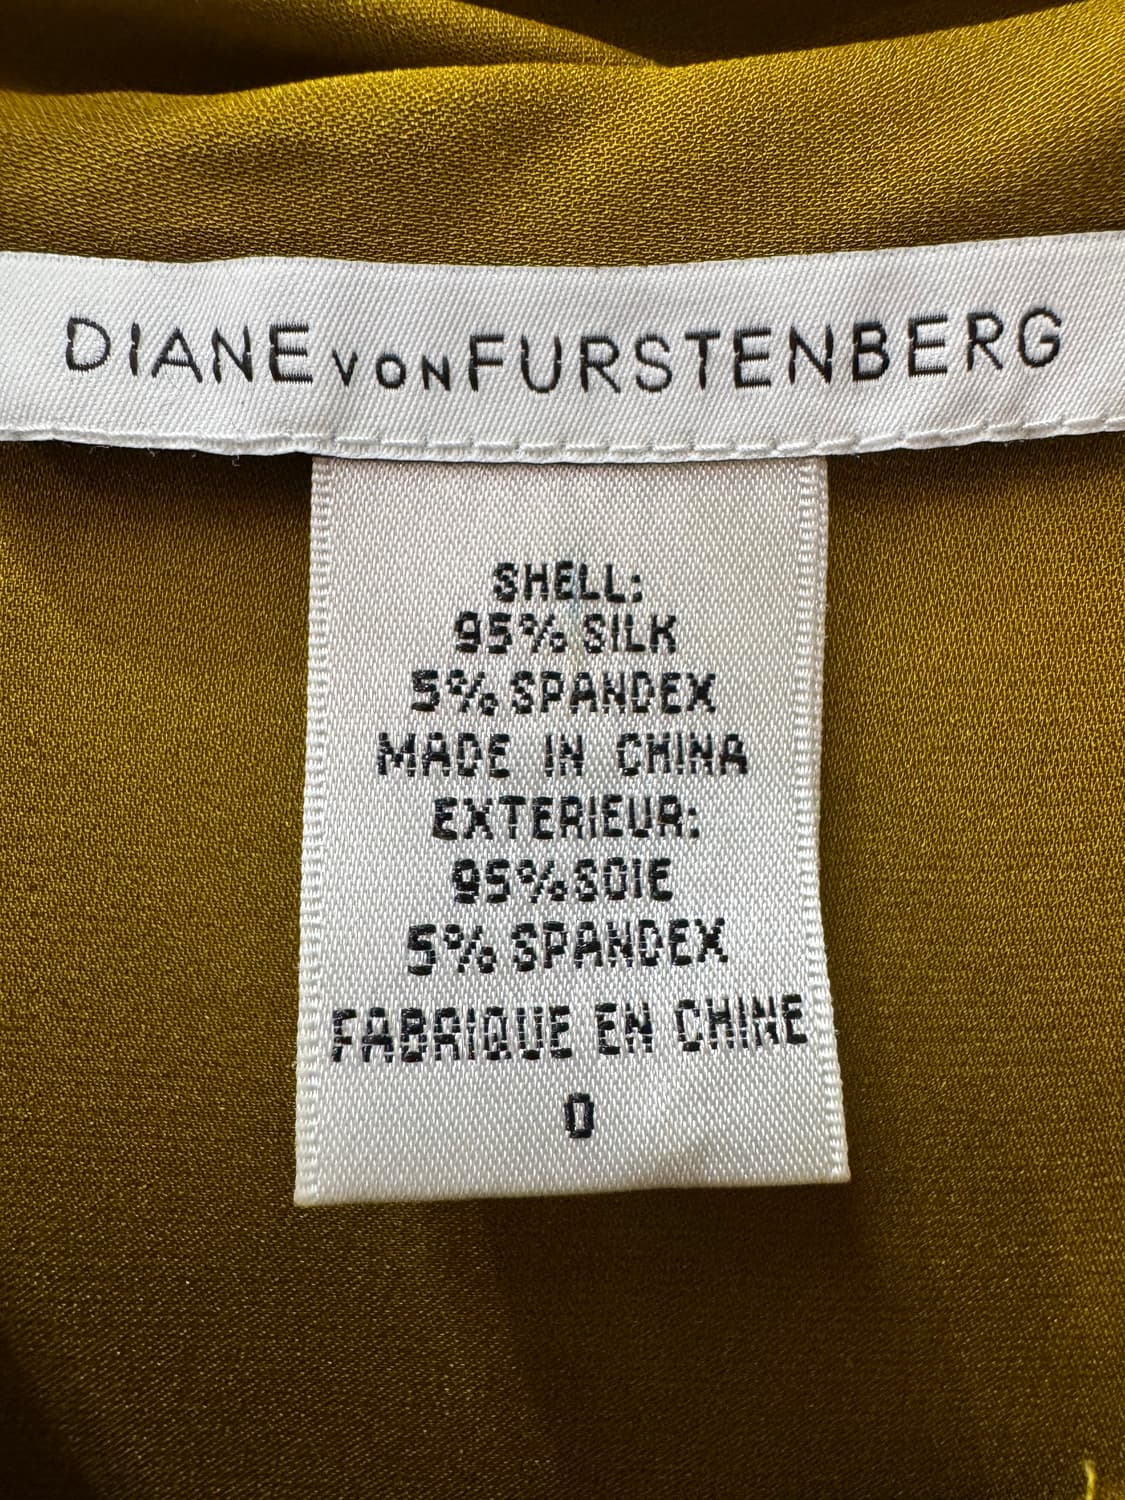 DIANE VON FURSTENBERG
SHELL:
95% SILK
5% SPANDEX
MADE IN CHINA
EXTERIEUR:
95% SOIE
5% SPANDEX
FABRIQUE EN CHINE
0